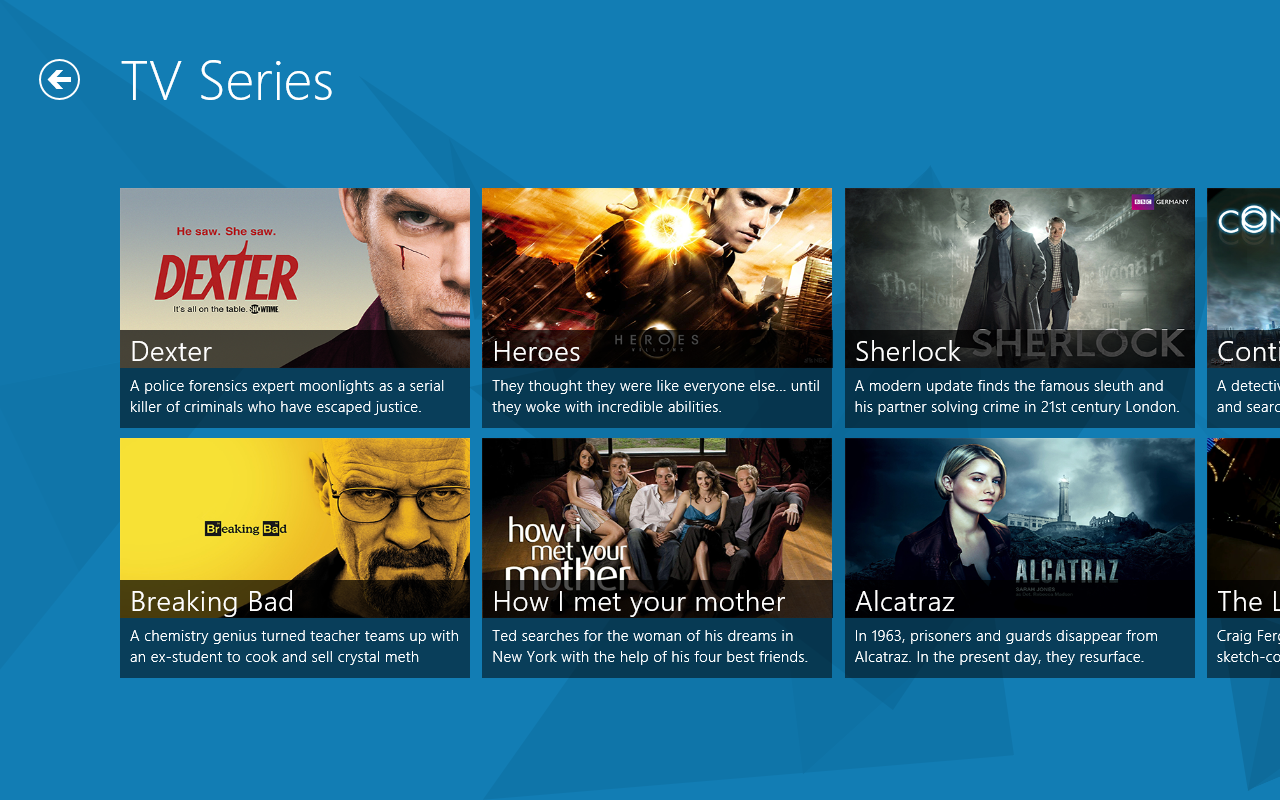 TV Series
He saw. She saw.
DEXTER
It's all on the table. SHOWTIME
Dexter
A police forensics expert moonlights as a serial
killer of criminals who have escaped justice.
HEROES
VILLAINS
Heroes
They thought they were like everyone else... until
they woke with incredible abilities.
BBC GERMANY
SHERLOCK
Sherlock
A modern update finds the famous sleuth and
his partner solving crime in 21st century London.
CON
Conti
A detectiv
and searc
Breaking Bad
Breaking Bad
A chemistry genius turned teacher teams up with
an ex-student to cook and sell crystal meth
how i
met your
mother
How I met your mother
Ted searches for the woman of his dreams in
New York with the help of his four best friends.
ALCATRAZ
SARAH JONES
Alcatraz
In 1963, prisoners and guards disappear from
Alcatraz. In the present day, they resurface.
The L
Craig Ferg
sketch-co